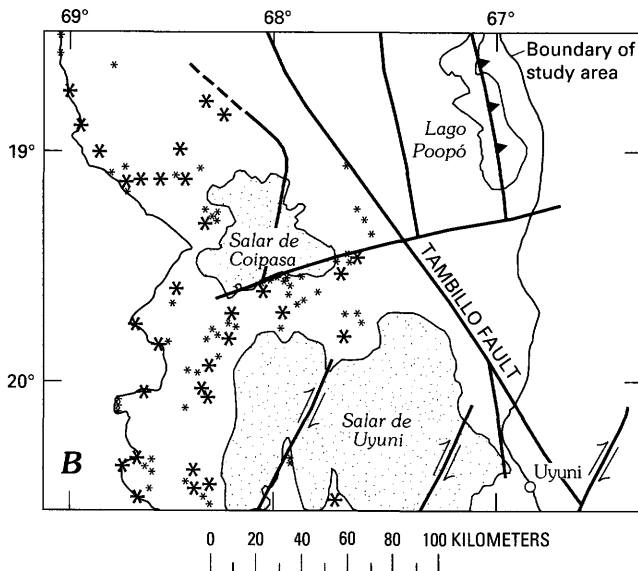 69° 68° 67°
Boundary of
study area
Lago
Poopó
19°
Salar de
Coipasa
TAMBILLO FAULT
20°
Salar de
Uyuni
B
Uyuni
0 20 40 60 80 100 KILOMETERS